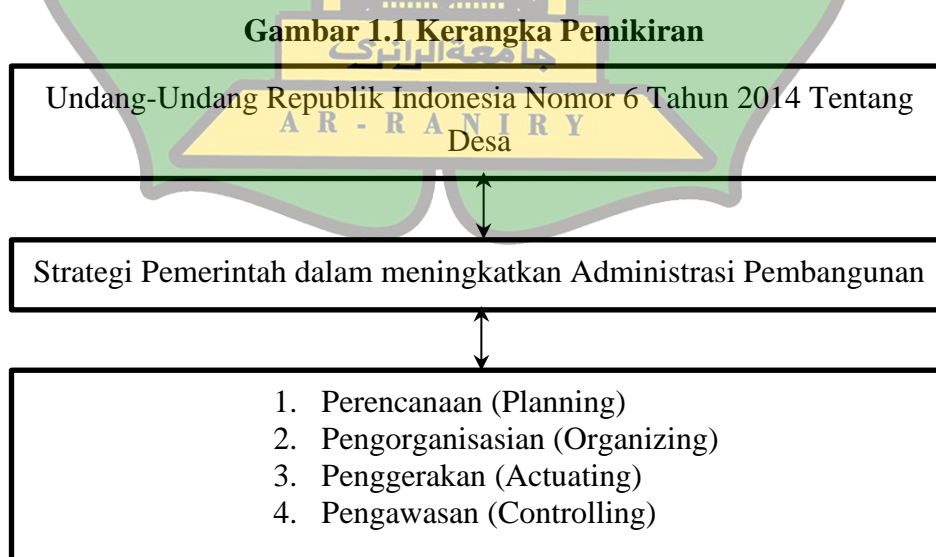 Gambar 1.1 Kerangka Pemikiran
جامعة الرانري
Undang-Undang Republik Indonesia Nomor 6 Tahun 2014 Tentang
AR-RANIRY
Desa
Strategi Pemerintah dalam meningkatkan Administrasi Pembangunan
1. Perencanaan (Planning)
2. Pengorganisasian (Organizing)
3. Penggerakan (Actuating)
4. Pengawasan (Controlling)